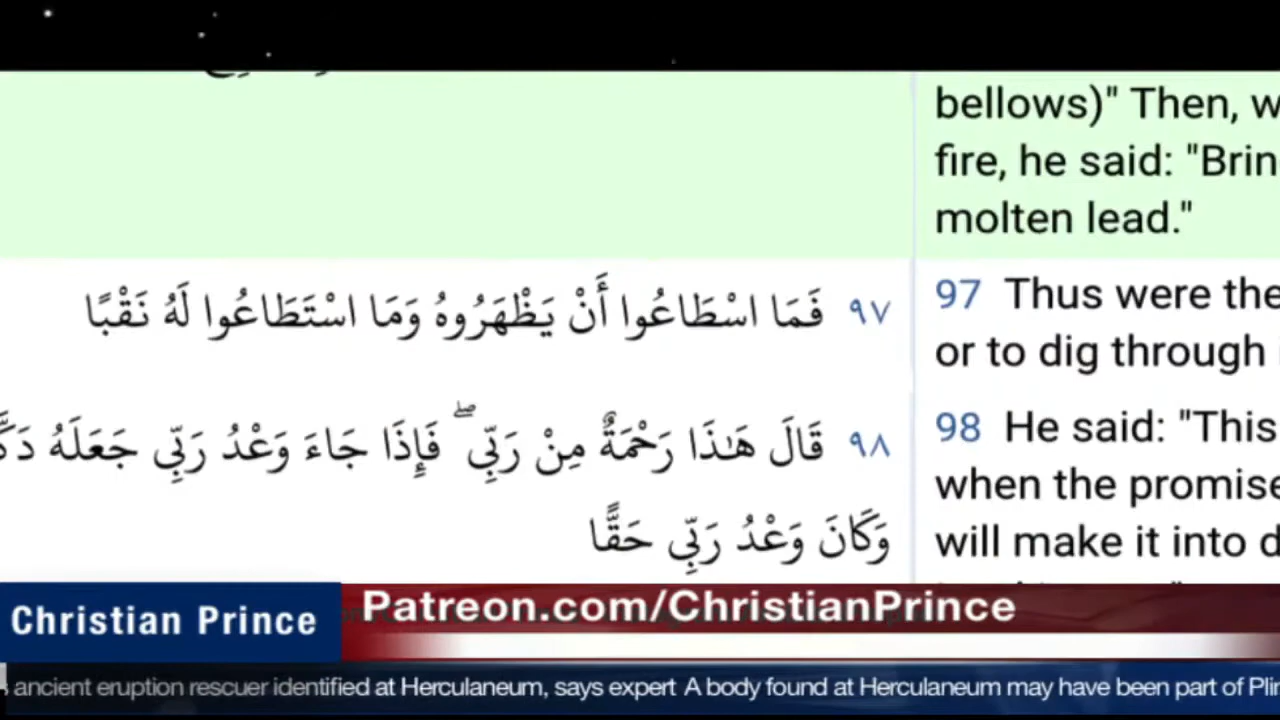 bellows)" Then, w
fire, he said: "Brin
molten lead."
٩٧ فَمَا اسْطَاعُوا أَنْ يَظْهَرُوهُ وَمَا اسْتَطَاعُوا لَهُ نَقْبًا
97 Thus were the
or to dig through
٩٨ قَالَ هَٰذَا رَحْمَةٌ مِنْ رَبِّي ۖ فَإِذَا جَاءَ وَعْدُ رَبِّي جَعَلَهُ
وَكَانَ وَعْدُ رَبِّي حَقًّا
98 He said: "This
when the promise
will make it into d
Christian Prince
Patreon.com/ChristianPrince
ancient eruption rescuer identified at Herculaneum, says expert A body found at Herculaneum may have been part of Plin